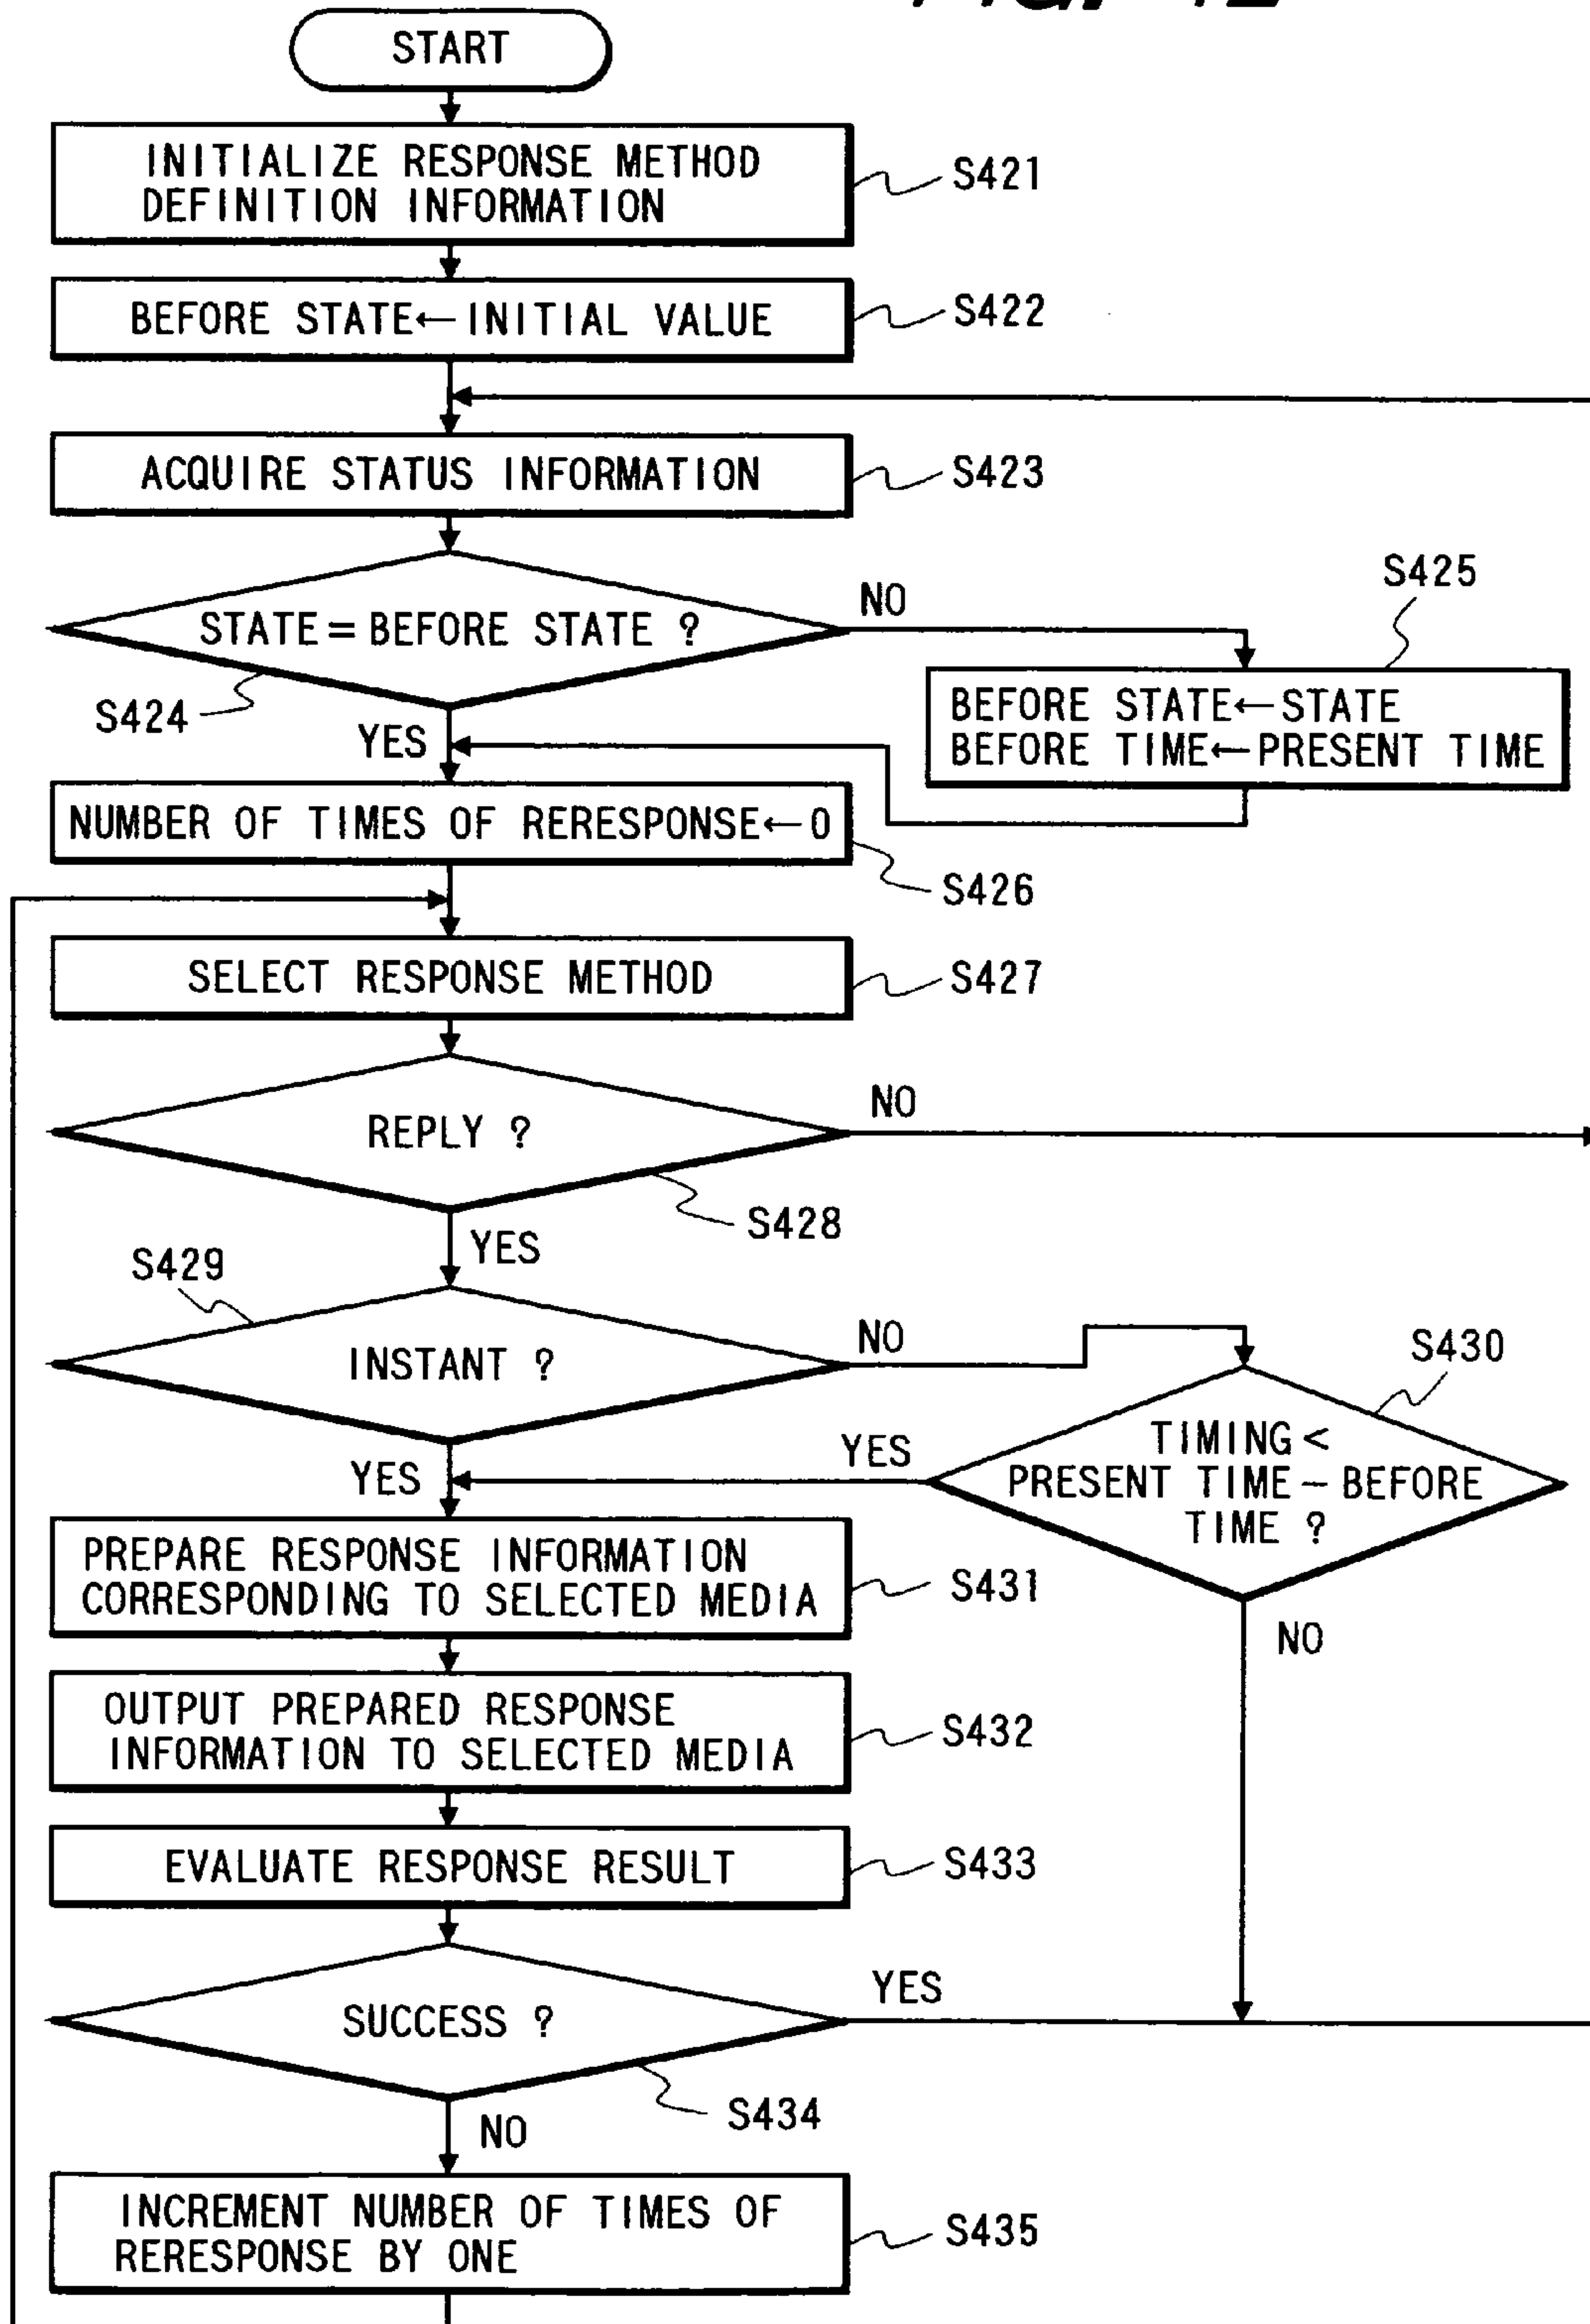 START
INITIALIZE RESPONSE METHOD
DEFINITION INFORMATION
S421
BEFORE STATE←INITIAL VALUE
S422
ACQUIRE STATUS INFORMATION
S423
STATE=BEFORE STATE ?
NO
S424
YES
S425
BEFORE STATE←STATE
BEFORE TIME←PRESENT TIME
NUMBER OF TIMES OF RERESPONSE←0
S426
SELECT RESPONSE METHOD
S427
REPLY ?
NO
S428
YES
S429
INSTANT ?
NO
YES
S430
TIMING <
PRESENT TIME – BEFORE
TIME ?
YES
NO
PREPARE RESPONSE INFORMATION
CORRESPONDING TO SELECTED MEDIA
S431
OUTPUT PREPARED RESPONSE
INFORMATION TO SELECTED MEDIA
S432
EVALUATE RESPONSE RESULT
S433
SUCCESS ?
YES
S434
NO
INCREMENT NUMBER OF TIMES OF
RERESPONSE BY ONE
S435